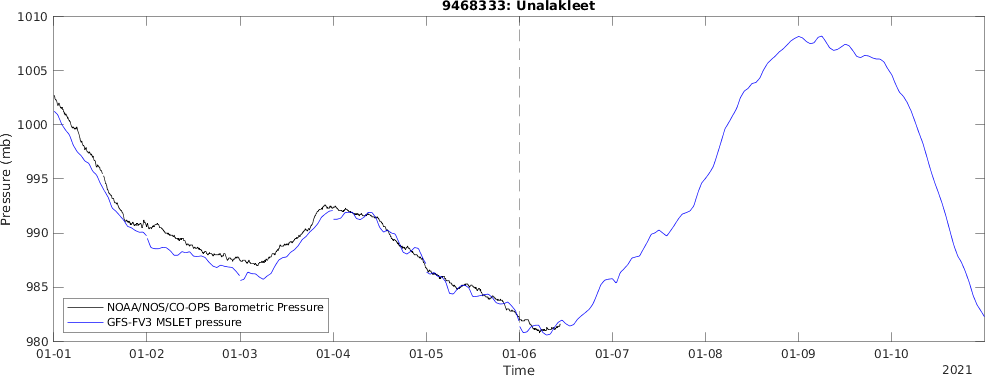 9468333: Unalakleet
Pressure (mb)
1010
1005
1000
995
990
985
980
NOAA/NOS/CO-OPS Barometric Pressure
GFS-FV3 MSLET pressure
01-01 01-02 01-03 01-04 01-05 01-06 01-07 01-08 01-09 01-10
Time
2021